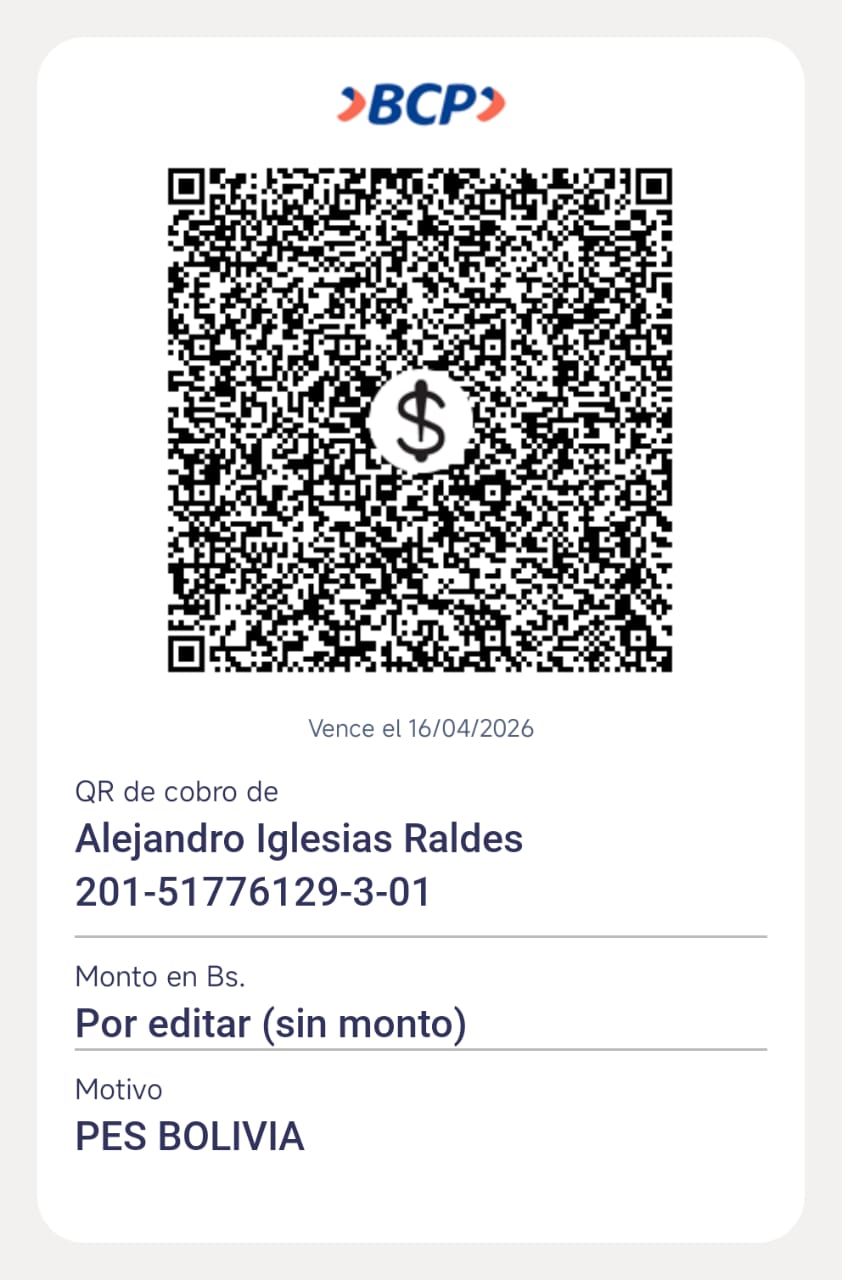 BCP
$
Vence el 16/04/2026
QR de cobro de
Alejandro Iglesias Raldes
201-51776129-3-01
Monto en Bs.
Por editar (sin monto)
Motivo
PES BOLIVIA